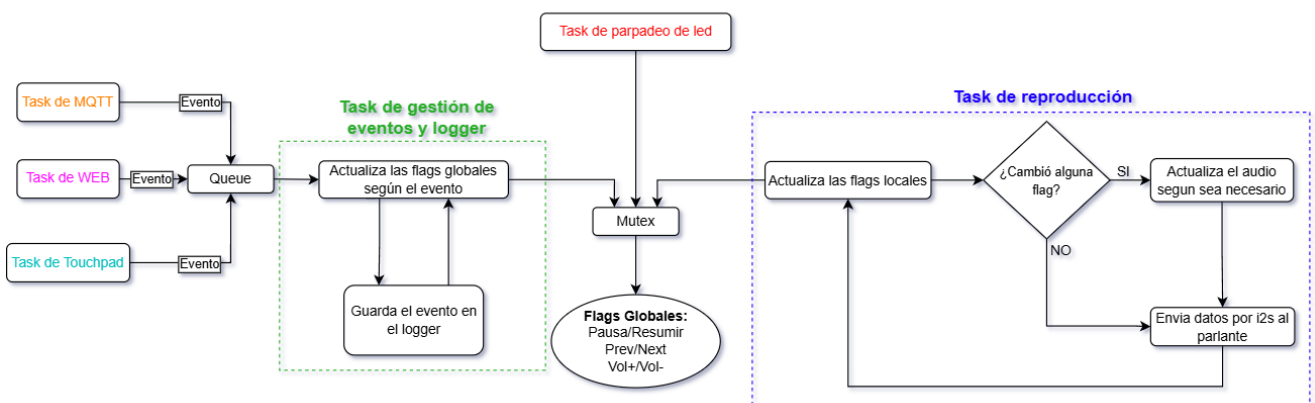 Task de parpadeo de led
Task de MQTT
Evento
Task de WEB
Evento
Queue
Task de Touchpad
Evento
Task de gestión de
eventos y logger
Actualiza las flags globales
según el evento
Guarda el evento en
el logger
Mutex
Flags Globales:
Pausa/Resumir
Prev/Next
Vol+/Vol-
Task de reproducción
Actualiza las flags locales
¿Cambió alguna
flag?
SI
NO
Actualiza el audio
segun sea necesario
Envia datos por i2s al
parlante